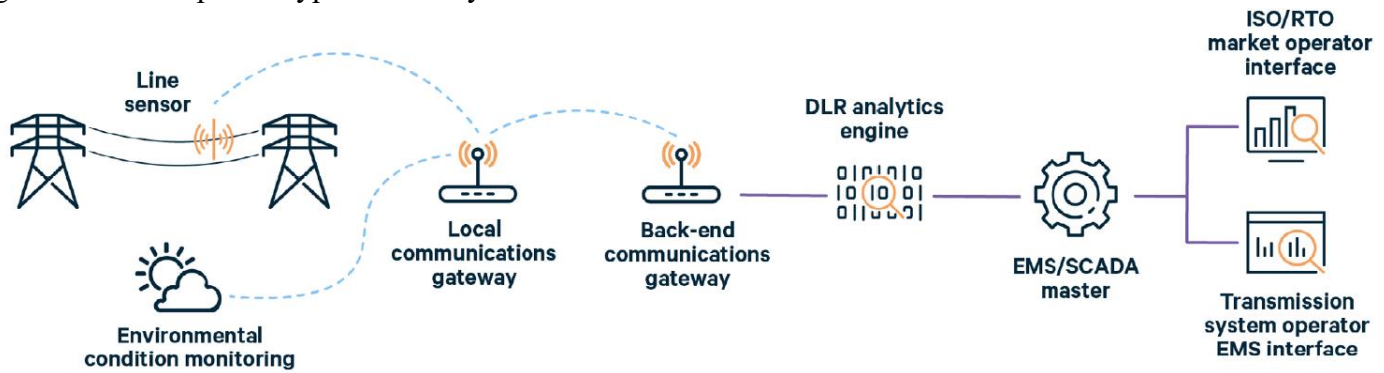 Line
sensor
Environmental
condition monitoring
Local
communications
gateway
Back-end
communications
gateway
DLR analytics
engine
EMS/SCADA
master
ISO/RTO
market operator
interface
Transmission
system operator
EMS interface